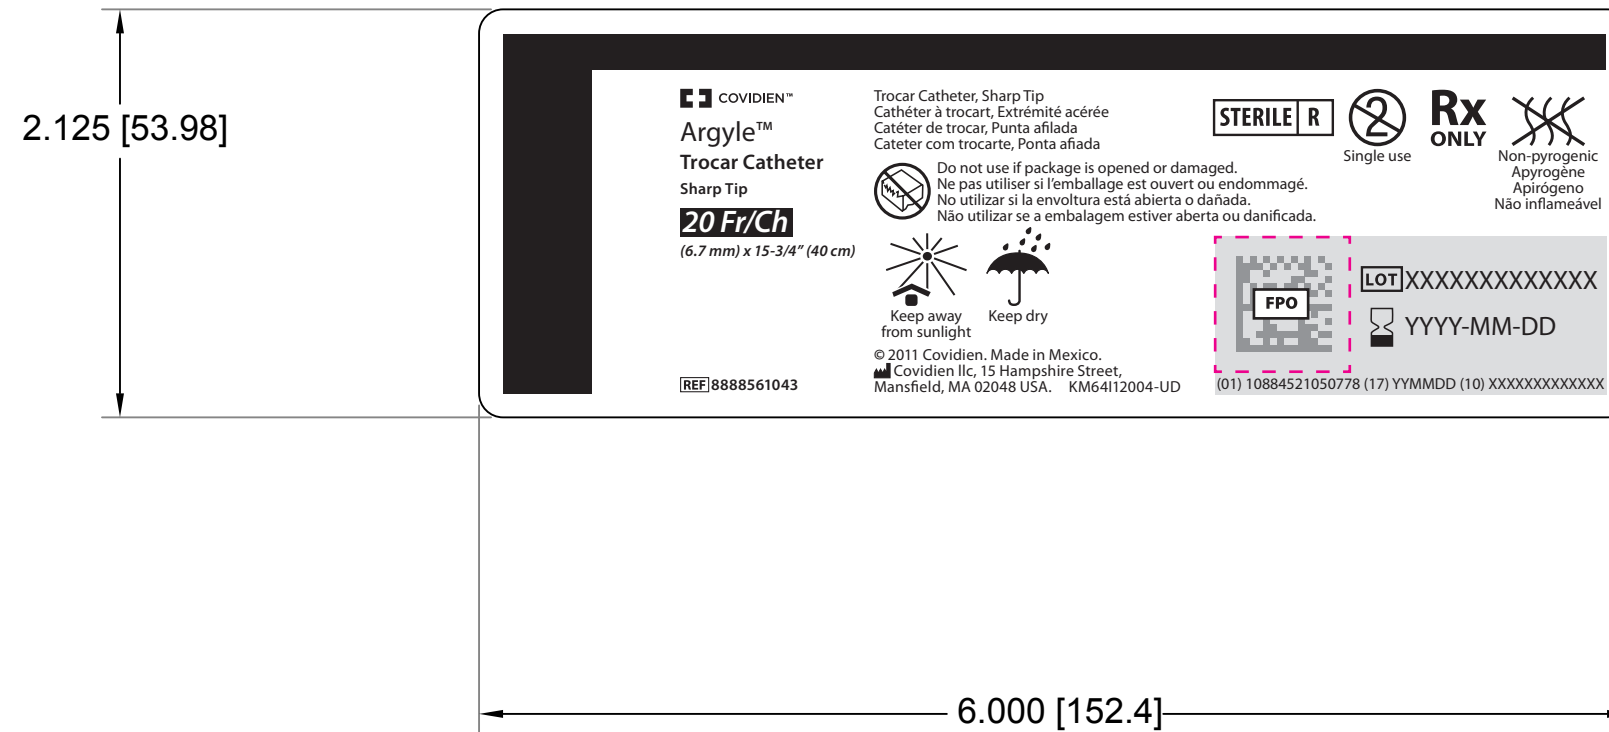 2.125 [53.98]
COVIDIEN™
Argyle™
Trocar Catheter
Sharp Tip
20 Fr/Ch
(6.7 mm) x 15-3/4” (40 cm)
REF 8888561043
Trocar Catheter, Sharp Tip
Cathéter à trocart, Extrémité acérée
Catéter de trocar, Punta afilada
Cateter com trocarte, Ponta afiada
Do not use if package is opened or damaged.
Ne pas utiliser si l’emballage est ouvert ou endommagé.
No utilizar si la envoltura está abierta o dañada.
Não utilizar se a embalagem estiver aberta ou danificada.
Keep away
from sunlight
Keep dry
© 2011 Covidien. Made in Mexico.
Covidien llc, 15 Hampshire Street,
Mansfield, MA 02048 USA. KM64I12004-UD
STERILE R
2
Single use
Rx
ONLY
Non-pyrogenic
Apyrogène
Apirógeno
Não inflameável
FPO
LOT XXXXXXXXXXXXX
YYYY-MM-DD
(01) 10884521050778 (17) YYMMDD (10) XXXXXXXXXXXXX
6.000 [152.4]